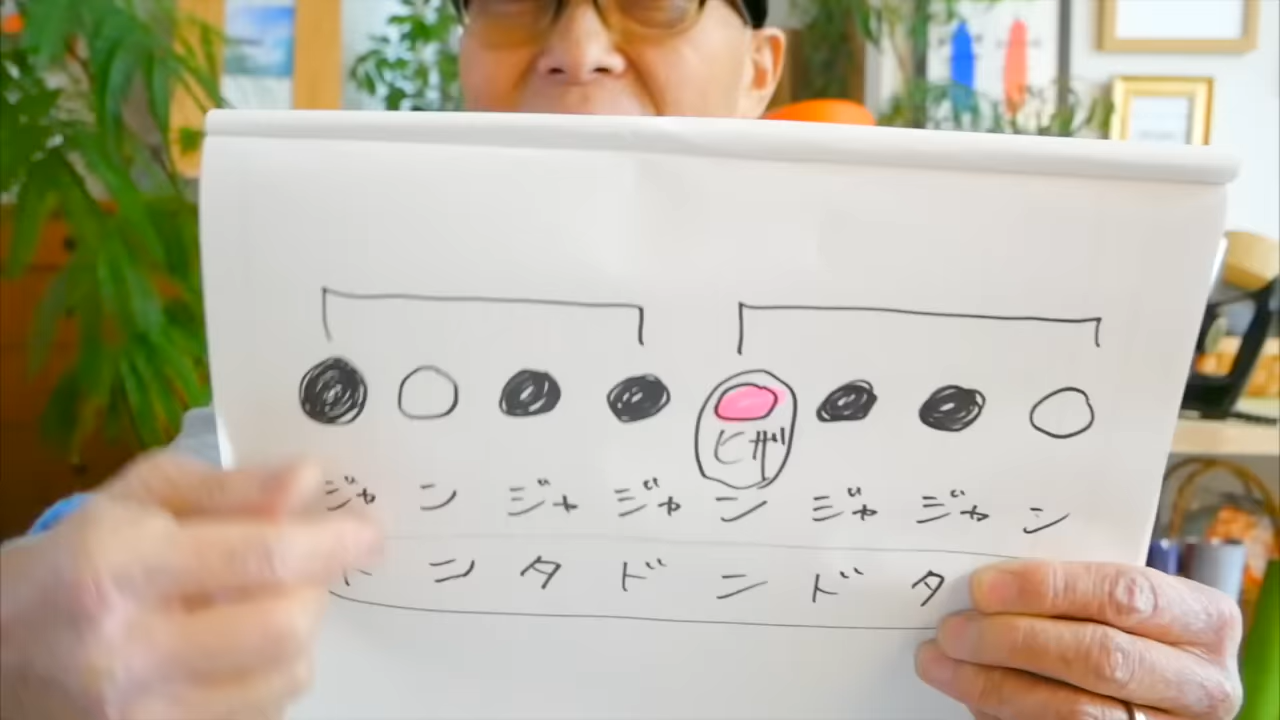 ヒザ
ジャ ン ジャ ジャ ン ジャ ジャ ン
ン タ ド ン ド タ